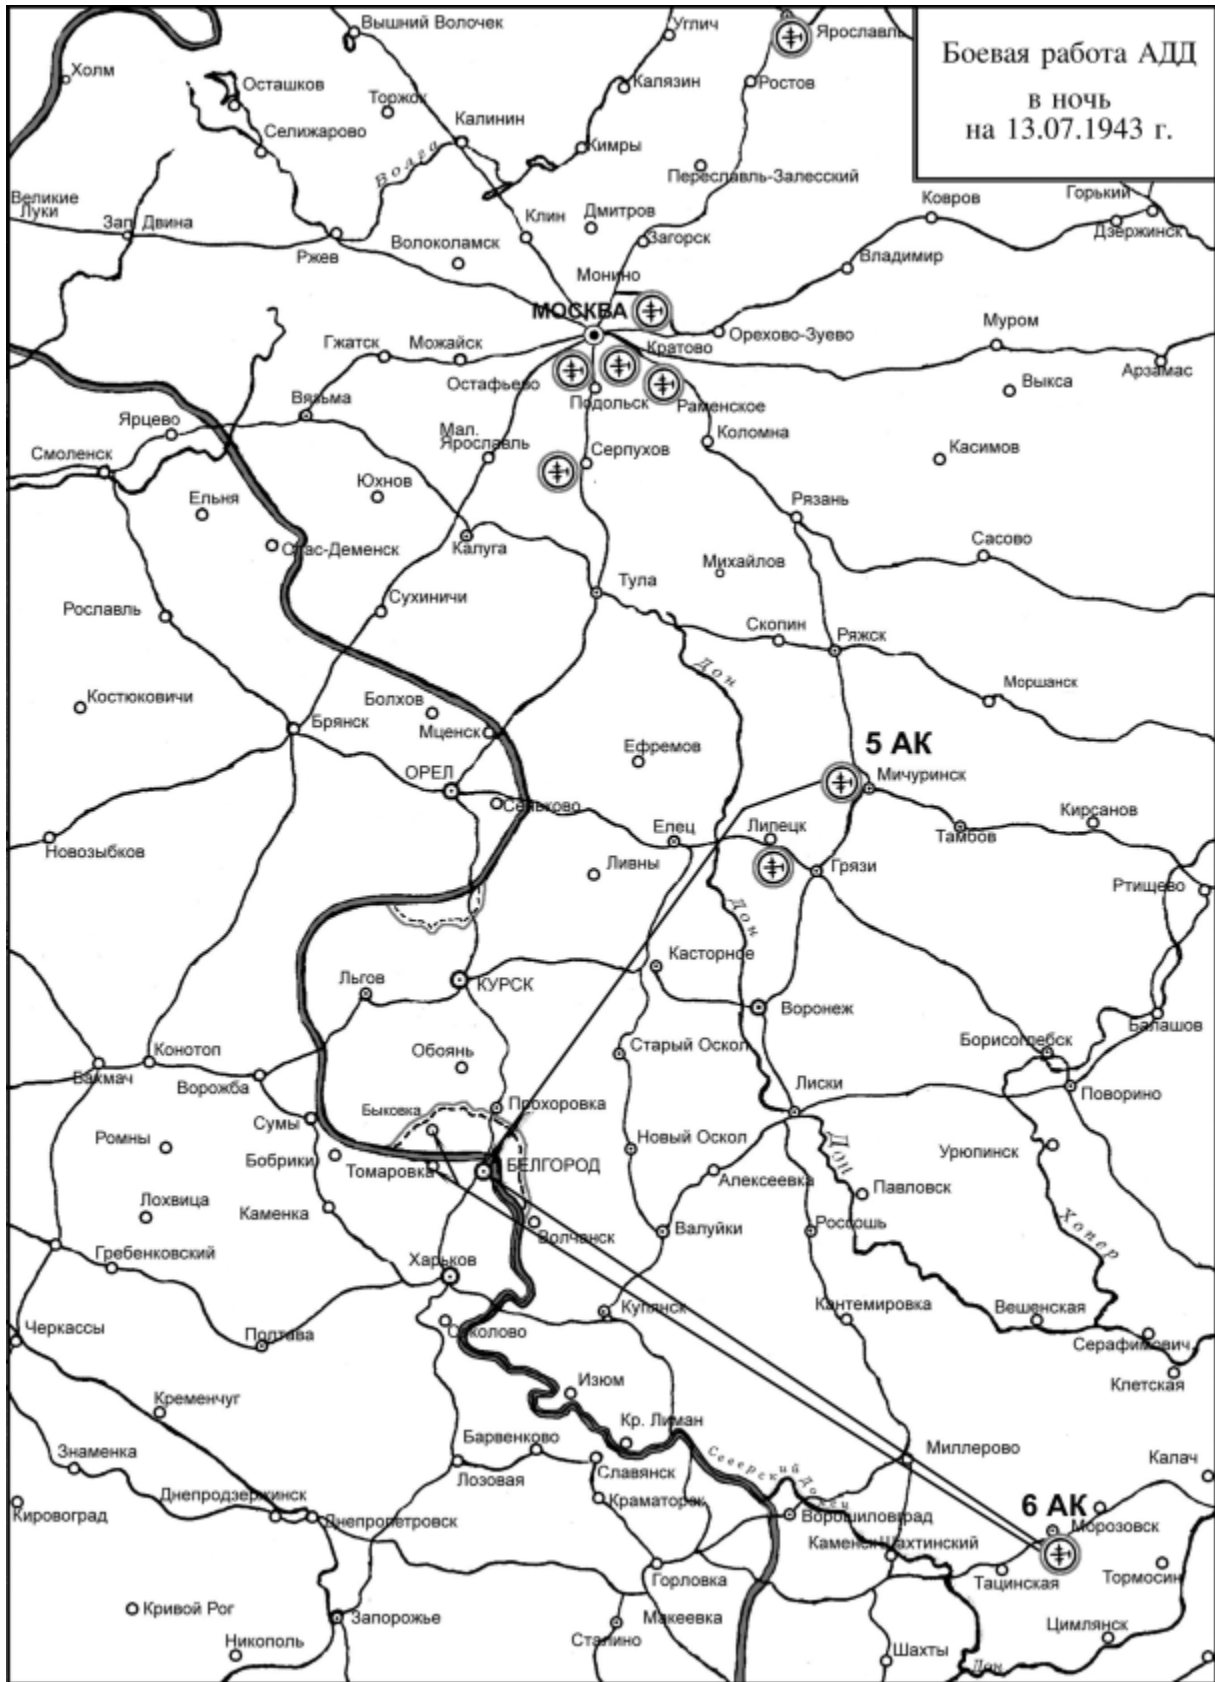 Вышний Волочек
Углич
Ярославль
Боевая работа АДД
в ночь
на 13.07.1943 г.
Холм
Осташков
Торжок
Калязин
Ростов
Селижарово
Калинин
Кимры
Волга
Переславль-Залесский
Великие
Луки
Зап. Двина
Ржев
Волоколамск
Клин
Дмитров
Загорск
Ковров
Горький
Дзержинск
Владимир
Монино
МОСКВА
Орехово-Зуево
Муром
Гжатск
Можайск
Кратово
Остафьево
Подольск
Раменское
Выкса
Арзамас
Вязьма
Ярцево
Мал.
Ярославль
Коломна
Смоленск
Серпухов
Касимов
Ельня
Юхнов
Рязань
Спас-Деменск
Калуга
Михайлов
Сасово
Тула
Рославль
Сухиничи
Скопин
Ряжск
Дон
Костюковичи
Болхов
Моршанск
Брянск
Мценск
Ефремов
5 АК
ОРЕЛ
Мичуринск
Сеньково
Кирсанов
Новозыбков
Елец
Липецк
Тамбов
Ливны
Грязи
Ртищево
Дон
Касторное
Льгов
КУРСК
Воронеж
Балашов
Конотоп
Обоянь
Старый Оскол
Борисоглебск
Бахмач
Ворожба
Лиски
Поворино
Быковка
Прохоровка
Сумы
Ромны
Новый Оскол
Дон
Урюпинск
Бобрики
Томаровка
БЕЛГОРОД
Алексеевка
Павловск
Лохвица
Каменка
Волчанск
Валуйки
Россошь
Хопер
Гребенковский
Харьков
Купянск
Кантемировка
Вешенская
Черкассы
Полтава
Соколово
Серафимович
Изюм
Клетская
Кременчуг
Кр. Лиман
Барвенково
Северский Донец
Миллерово
Знаменка
Лозовая
Славянск
Калач
Днепродзержинск
Краматорск
6 АК
Кировоград
Днепропетровск
Ворошиловград
Морозовск
Каменск-Шахтинский
Горловка
Тацинская
Тормосин
Кривой Рог
Запорожье
Макеевка
Цимлянск
Никополь
Сталино
Шахты
Дон